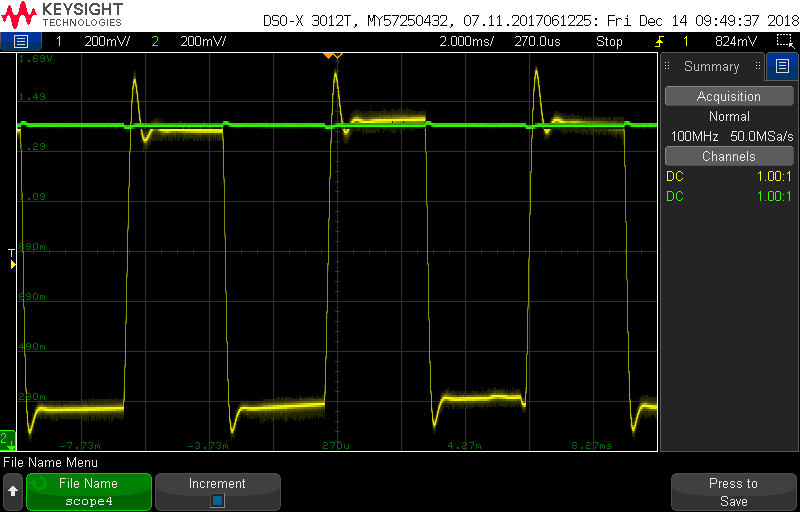 KEYSIGHT
TECHNOLOGIES
DSO-X 3012T, MY57250432, 07.11.2017061225: Fri Dec 14 09:49:37 2018
1 200mV/ 2 200mV/ 2.000ms/ 270.0us Stop 1 824mV
1.69V
1.49
1.29
1.09
890m
690m
490m
290m
T
2
-7.73m -3.73m 270u 4.27m 8.27ms
Summary
Acquisition
Normal
100MHz 50.0MSa/s
Channels
DC 1.00:1
DC 1.00:1
File Name Menu
File Name
scope4
Increment
Press to
Save